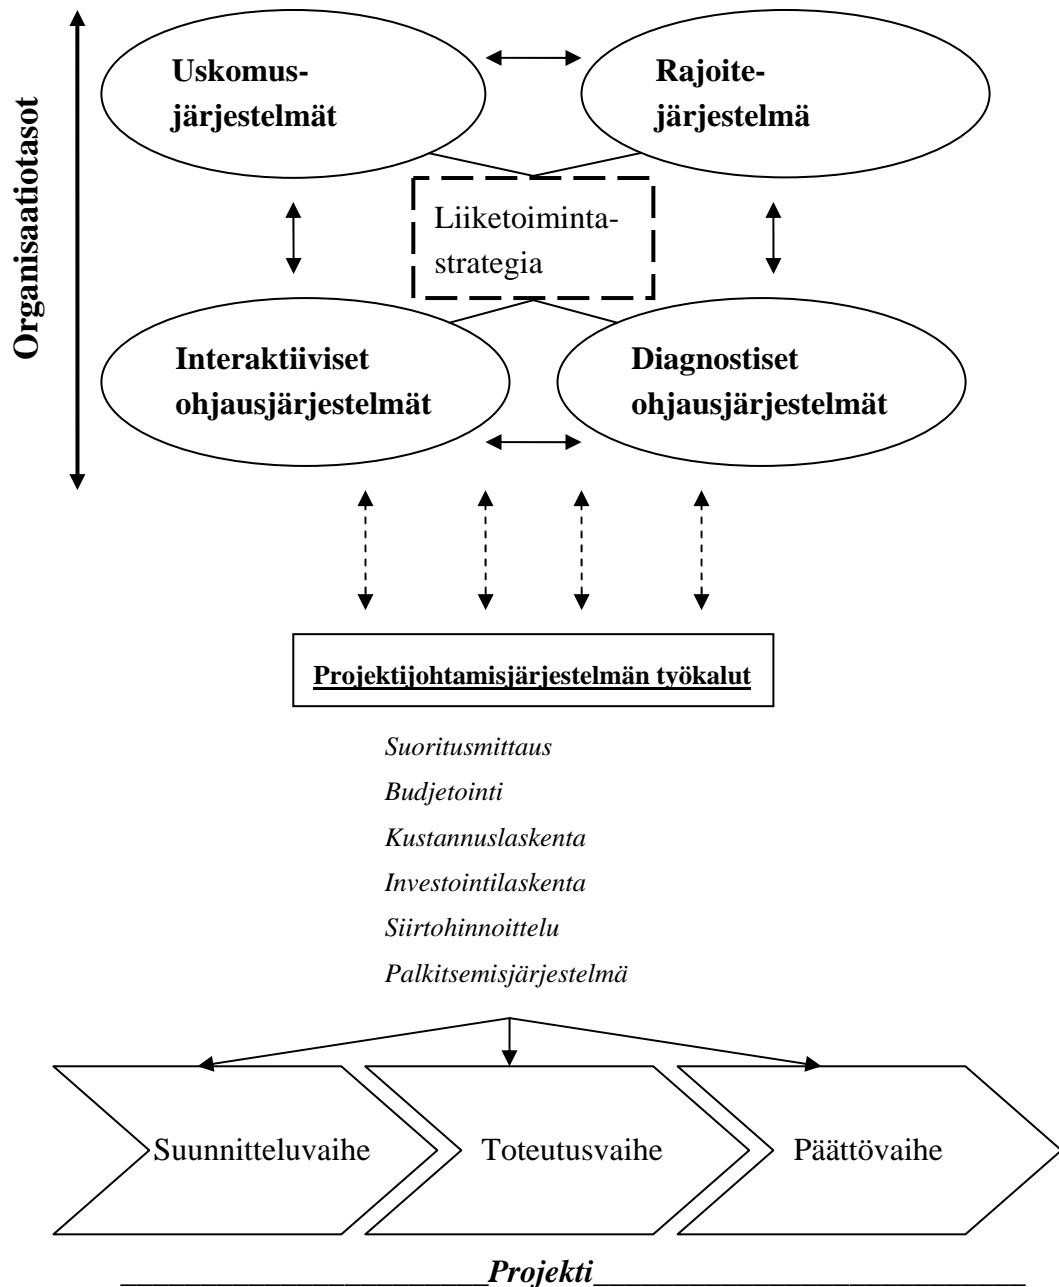 Organisaatiotasot
Uskomus-
järjestelmät
Rajoite-
järjestelmä
Liiketoiminta-
strategia
Interaktiiviset
ohjausjärjestelmät
Diagnostiset
ohjausjärjestelmät
Projektijohtamisjärjestelmän työkalut
Suoritusmittaus
Budjetointi
Kustannuslaskenta
Investointilaskenta
Siirtohinnoittelu
Palkitsemisjärjestelmä
Suunnitteluvaihe
Toteutusvaihe
Päättövaihe
Projekti